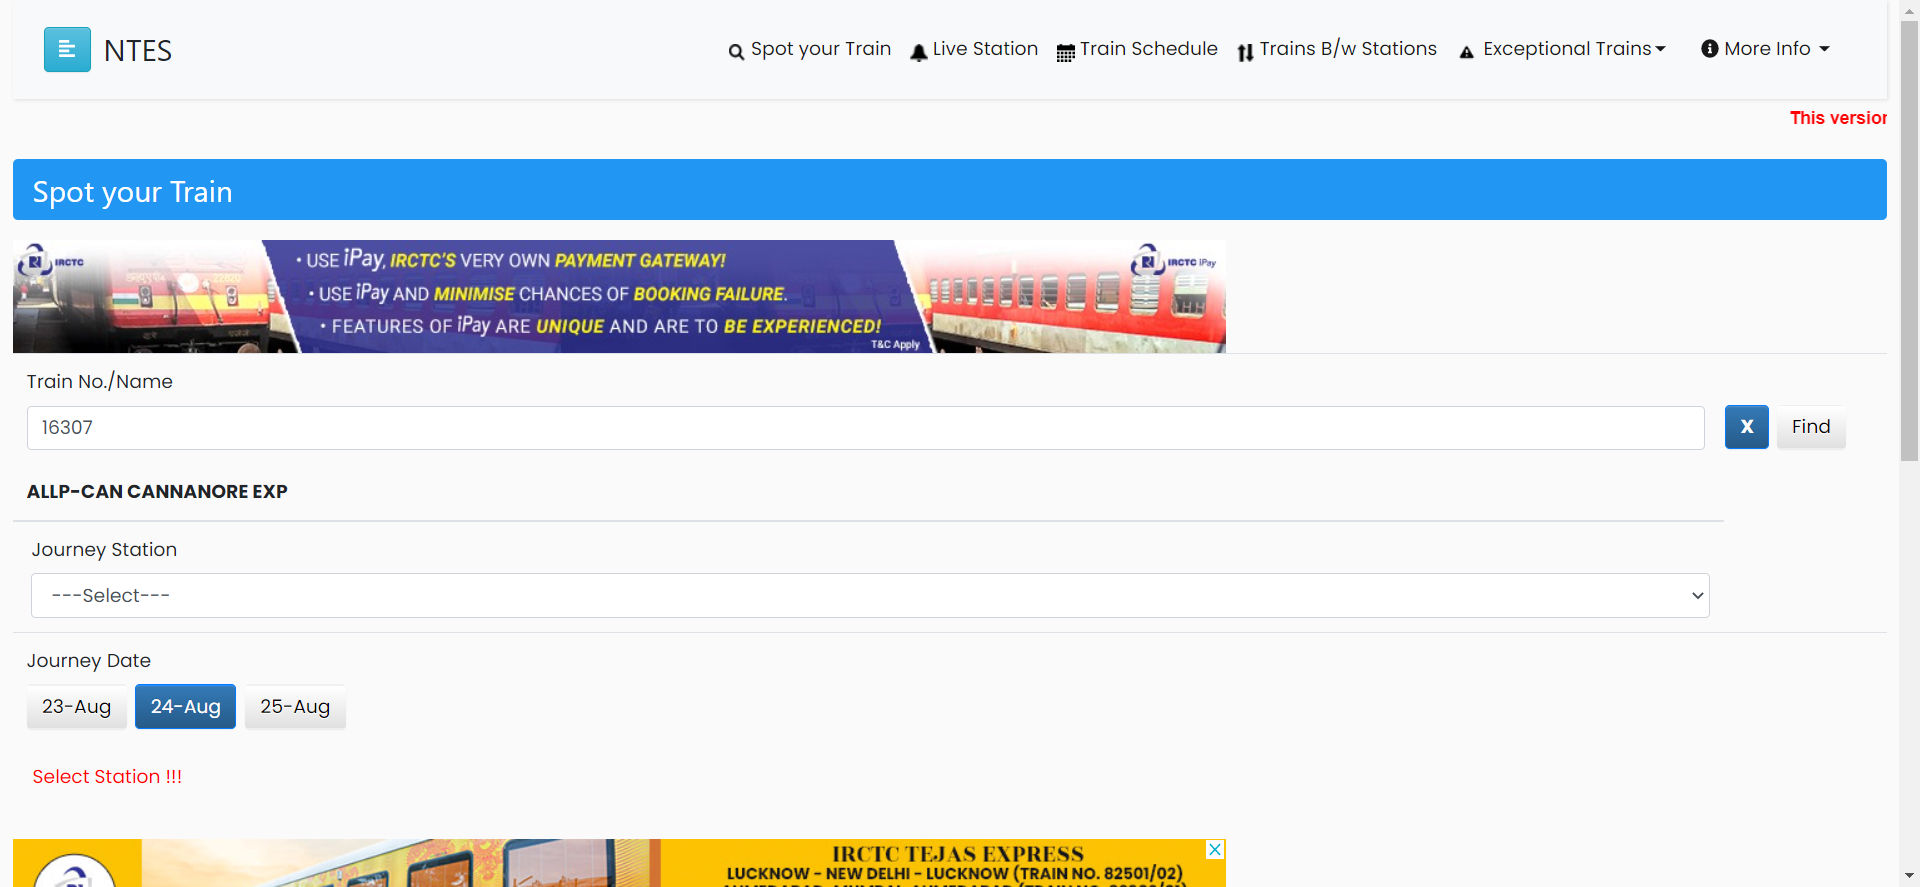 NTES
Spot your Train
Live Station
Train Schedule
Trains B/w Stations
Exceptional Trains
More Info
This version
Spot your Train
IRCTC
• USE iPay, IRCTC'S VERY OWN PAYMENT GATEWAY!
• USE iPay AND MINIMISE CHANCES OF BOOKING FAILURE.
• FEATURES OF iPay ARE UNIQUE AND ARE TO BE EXPERIENCED!
T&C Apply
IRCTC iPay
Train No./Name
16307
X
Find
ALLP-CAN CANNANORE EXP
Journey Station
---Select---
Journey Date
23-Aug
24-Aug
25-Aug
Select Station !!!
IRCTC TEJAS EXPRESS
LUCKNOW - NEW DELHI - LUCKNOW (TRAIN NO. 82501/02)